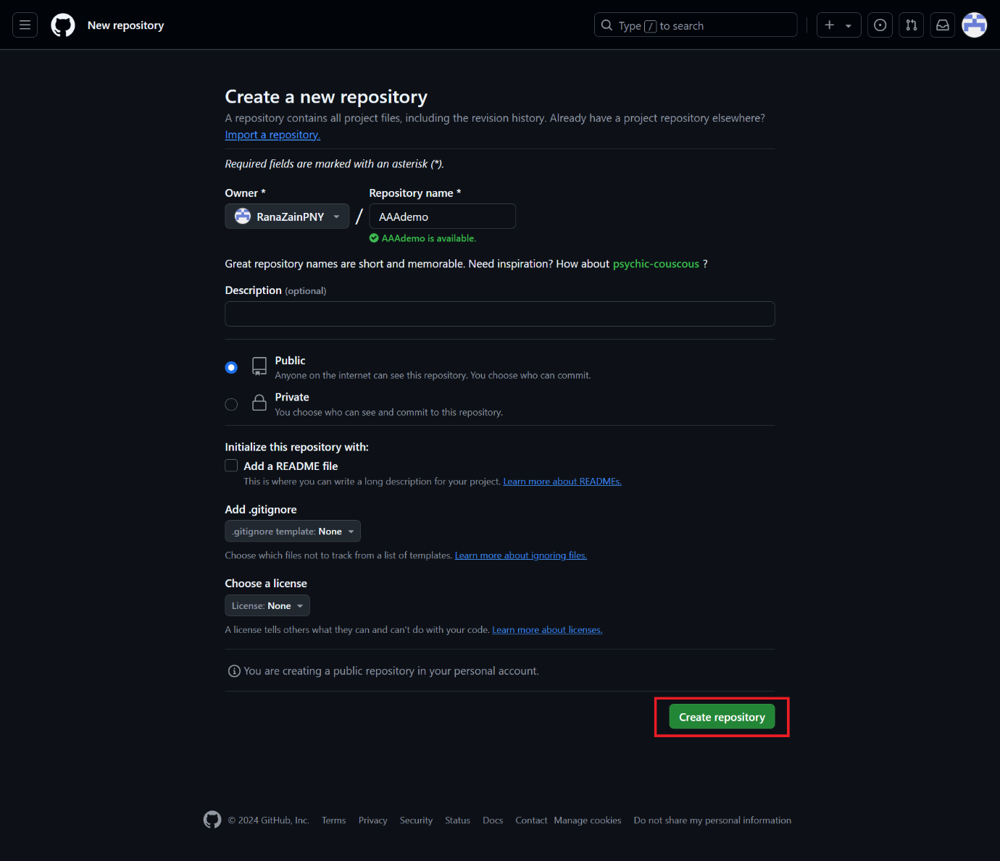 New repository
Type / to search
Create a new repository
A repository contains all project files, including the revision history. Already have a project repository elsewhere?
Import a repository.
Required fields are marked with an asterisk (*).
Owner *
Repository name *
RanaZainPNY
/
AAAdemo
AAAdemo is available.
Great repository names are short and memorable. Need inspiration? How about psychic-couscous ?
Description (optional)
Public
Anyone on the internet can see this repository. You choose who can commit.
Private
You choose who can see and commit to this repository.
Initialize this repository with:
Add a README file
This is where you can write a long description for your project. Learn more about READMEs.
Add .gitignore
.gitignore template: None
Choose which files not to track from a list of templates. Learn more about ignoring files.
Choose a license
License: None
A license tells others what they can and can't do with your code. Learn more about licenses.
You are creating a public repository in your personal account.
Create repository
© 2024 GitHub, Inc. Terms Privacy Security Status Docs Contact Manage cookies Do not share my personal information